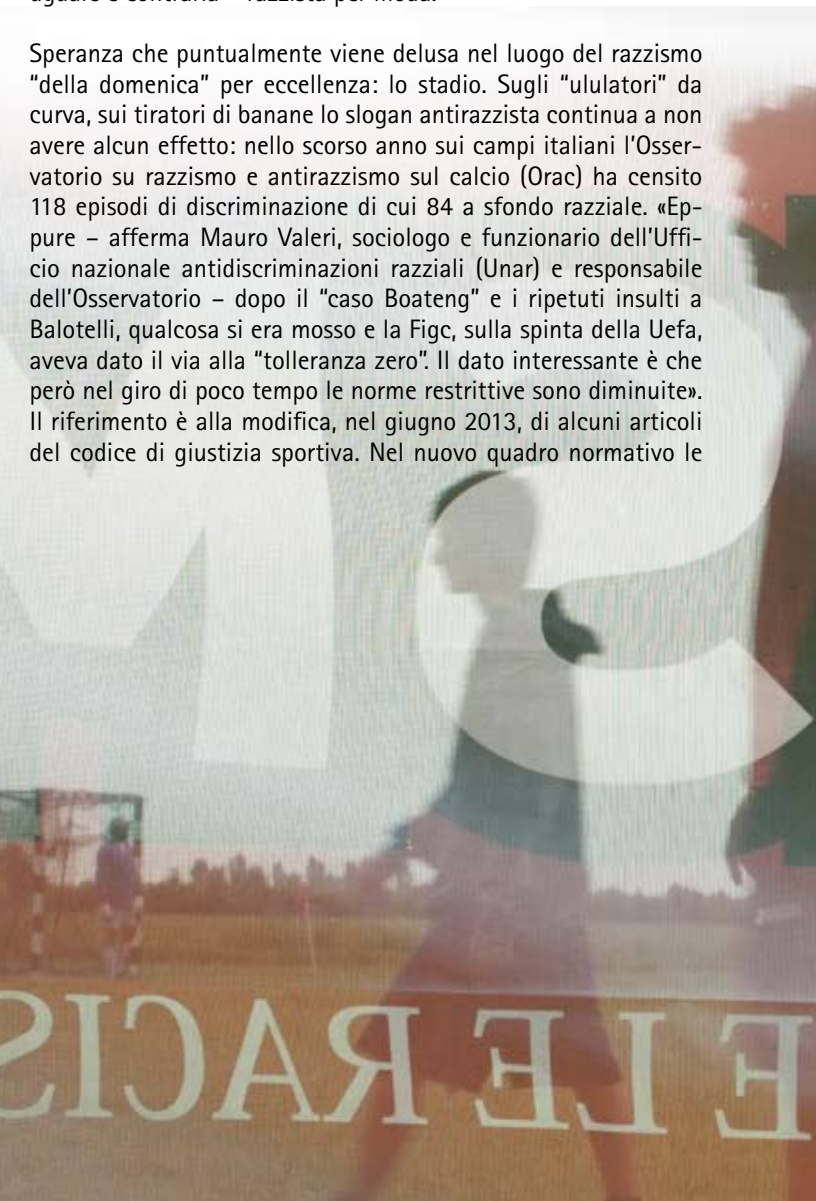 uguale e contraria – razzista per moda.
Speranza che puntualmente viene delusa nel luogo del razzismo
“della domenica” per eccellenza: lo stadio. Sugli “ululatori” da
curva, sui tiratori di banane lo slogan antirazzista continua a non
avere alcun effetto: nello scorso anno sui campi italiani l’Osser-
vatorio su razzismo e antirazzismo sul calcio (Orac) ha censito
118 episodi di discriminazione di cui 84 a sfondo razziale. «Ep-
pure – afferma Mauro Valeri, sociologo e funzionario dell’Uffi-
cio nazionale antidiscriminazioni razziali (Unar) e responsabile
dell’Osservatorio – dopo il “caso Boateng” e i ripetuti insulti a
Balotelli, qualcosa si era mosso e la Figc, sulla spinta della Uefa,
aveva dato il via alla “tolleranza zero”. Il dato interessante è che
però nel giro di poco tempo le norme restrittive sono diminuite».
Il riferimento è alla modifica, nel giugno 2013, di alcuni articoli
del codice di giustizia sportiva. Nel nuovo quadro normativo le
E LE RACIS